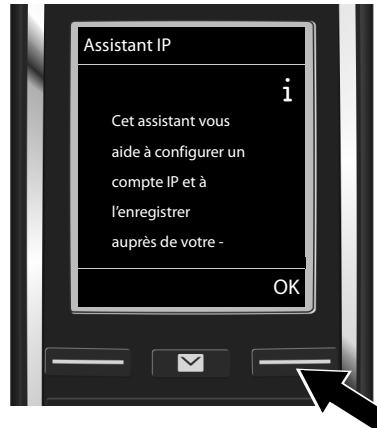 Assistant IP
i
Cet assistant vous
aide à configurer un
compte IP et à
l'enregistrer
auprès de votre -
OK